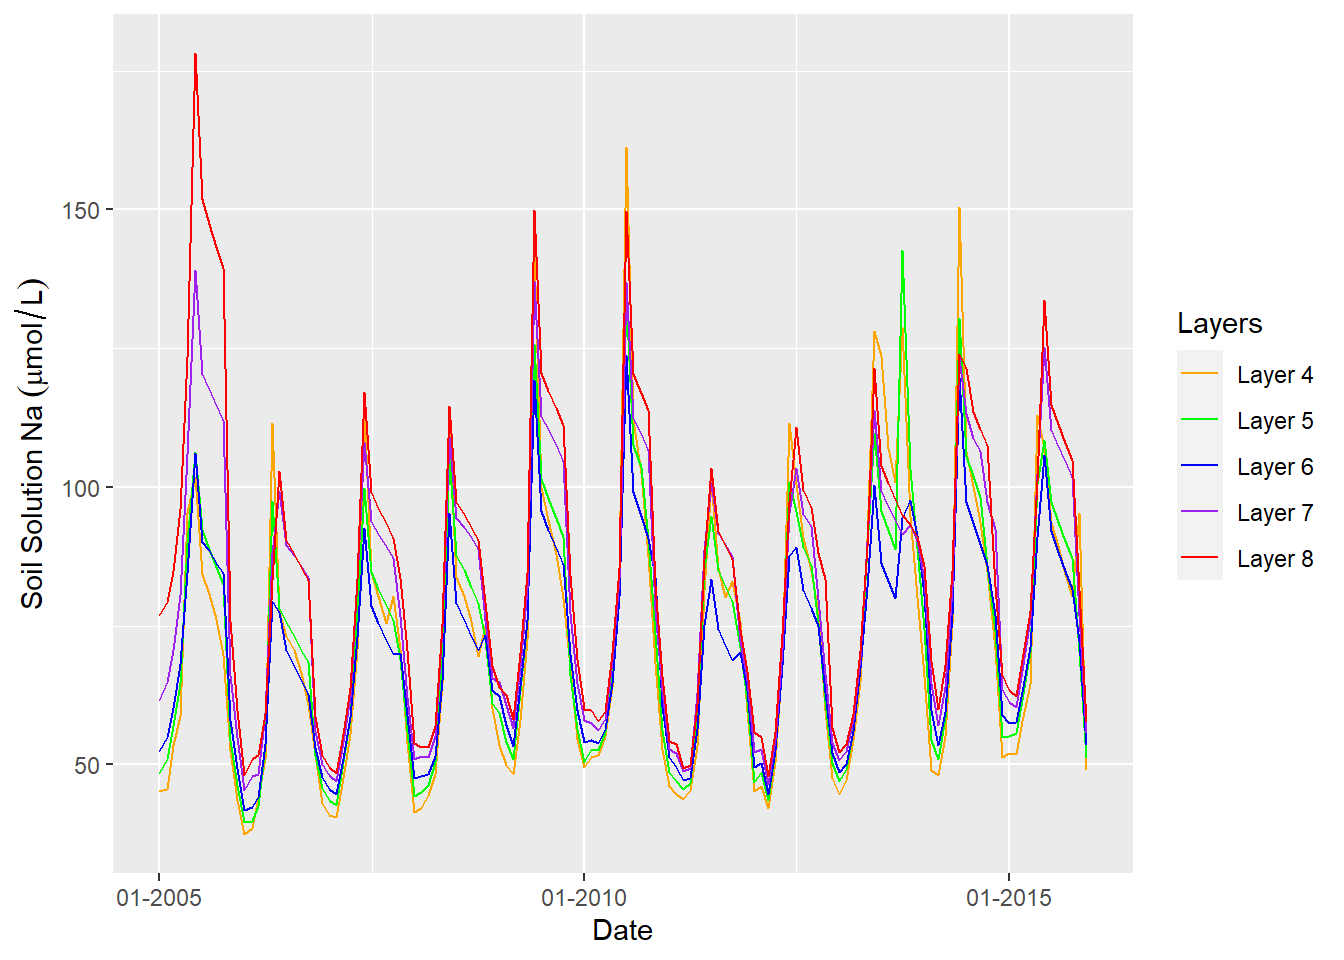 Soil Solution Na (μmol/L)
150
100
50
01-2005
01-2010
01-2015
Date
Layers
Layer 4
Layer 5
Layer 6
Layer 7
Layer 8